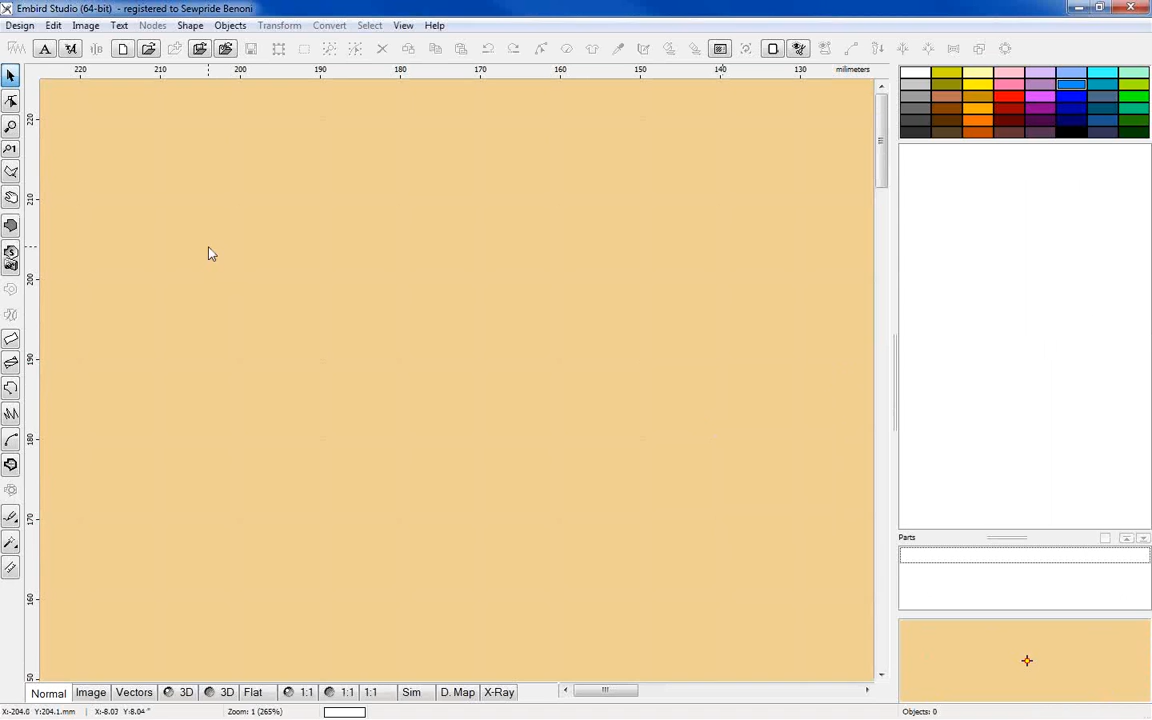 Embird Studio (64-bit) - registered to Sewpride Benoni
Design Edit Image Text Nodes Shape Objects Transform Convert Select View Help
220 210 200 190 180 170 160 150 140 130 milimeters
220
210
200
190
180
170
160
50
Parts
Normal Image Vectors 3D 3D Flat 1:1 1:1 1:1 Sim D. Map X-Ray
Zoom: 1 (265%) Objects: 0